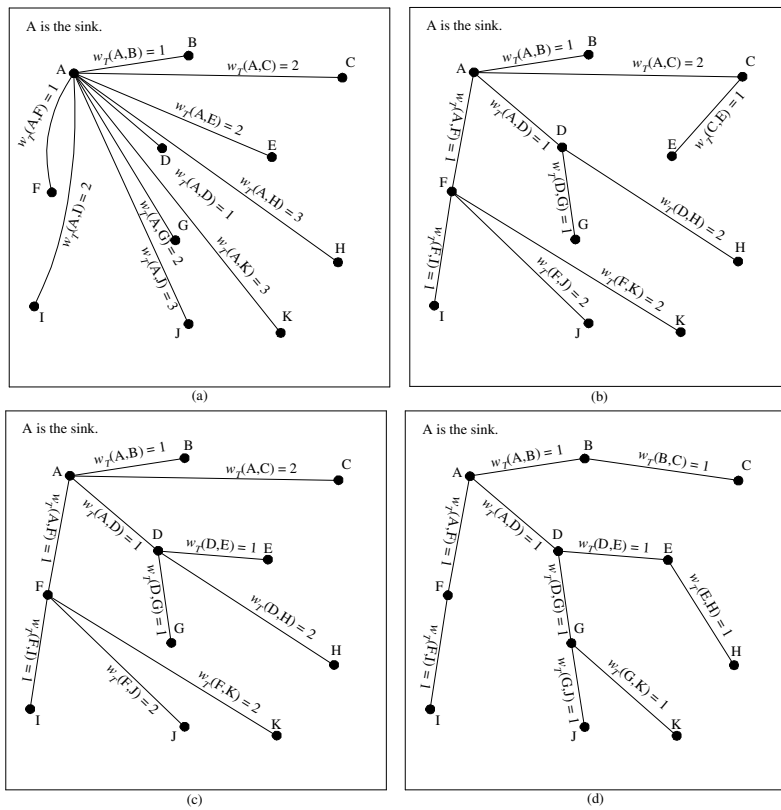 A is the sink.
B
w_T(A,B) = 1
C
w_T(A,C) = 2
A
w_T(A,F) = 1
w_T(A,E) = 2
E
D
w_T(A,D) = 1
w_T(A,H) = 3
F
w_T(A,I) = 2
w_T(A,G) = 2
G
w_T(A,J) = 3
w_T(A,K) = 3
H
I
J
K
(a)
A is the sink.
B
w_T(A,B) = 1
C
w_T(A,C) = 2
A
w_T(A,F) = 1
w_T(A,D) = 1
w_T(C,E) = 1
D
E
w_T(D,G) = 1
F
w_T(D,H) = 2
G
H
w_T(F,I) = 1
w_T(F,J) = 2
w_T(F,K) = 2
I
J
K
(b)
A is the sink.
B
w_T(A,B) = 1
C
w_T(A,C) = 2
A
w_T(A,F) = 1
w_T(A,D) = 1
D
w_T(D,E) = 1
E
w_T(D,G) = 1
F
w_T(D,H) = 2
G
H
w_T(F,I) = 1
w_T(F,J) = 2
w_T(F,K) = 2
I
J
K
(c)
A is the sink.
B
w_T(A,B) = 1
w_T(B,C) = 1
C
A
w_T(A,F) = 1
w_T(A,D) = 1
D
w_T(D,E) = 1
E
w_T(D,G) = 1
F
w_T(E,H) = 1
G
H
w_T(F,I) = 1
w_T(G,J) = 1
w_T(G,K) = 1
I
J
K
(d)